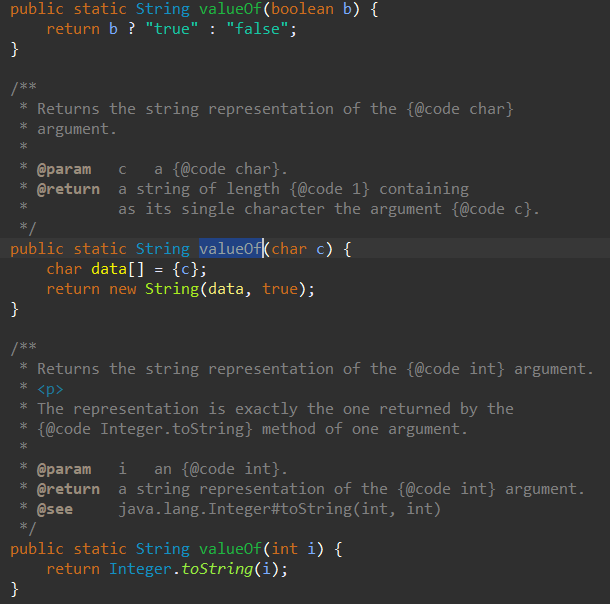 public static String valueOf(boolean b) {
    return b ? "true" : "false";
}

/**
 * Returns the string representation of the {@code char}
 * argument.
 *
 * @param   c   a {@code char}.
 * @return  a string of length {@code 1} containing
 *          as its single character the argument {@code c}.
 */
public static String valueOf(char c) {
    char data[] = {c};
    return new String(data, true);
}

/**
 * Returns the string representation of the {@code int} argument.
 * <p>
 * The representation is exactly the one returned by the
 * {@code Integer.toString} method of one argument.
 *
 * @param   i   an {@code int}.
 * @return  a string representation of the {@code int} argument.
 * @see     java.lang.Integer#toString(int, int)
 */
public static String valueOf(int i) {
    return Integer.toString(i);
}